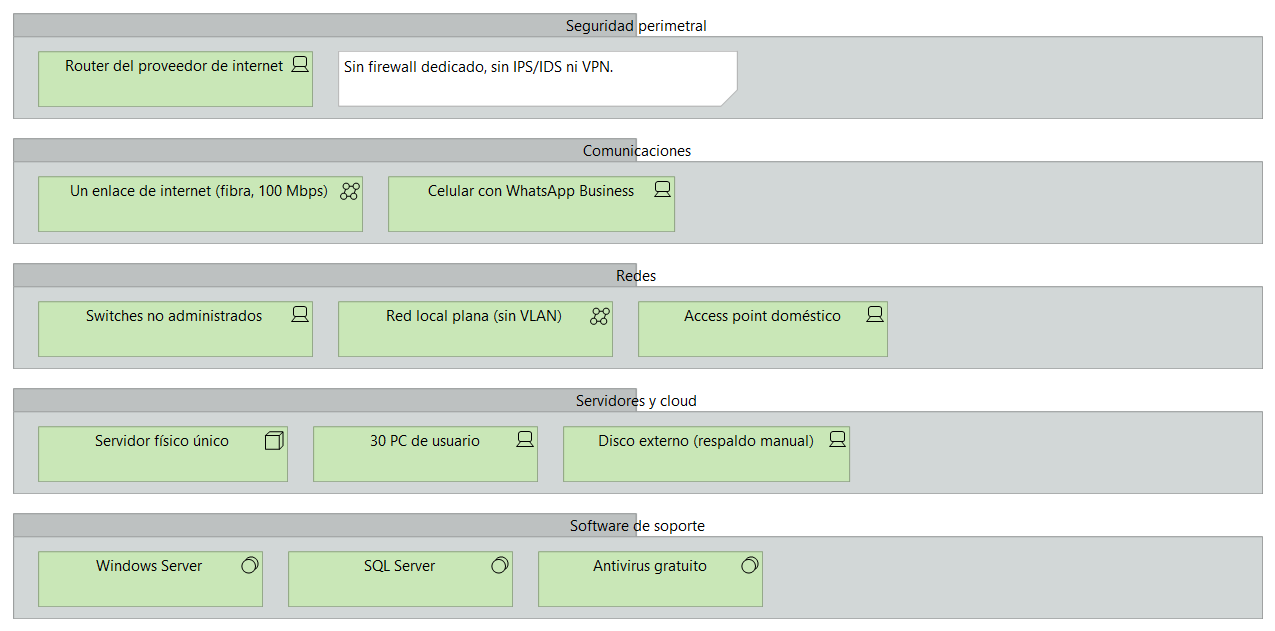 Seguridad perimetral
Router del proveedor de internet
Sin firewall dedicado, sin IPS/IDS ni VPN.
Comunicaciones
Un enlace de internet (fibra, 100 Mbps)
Celular con WhatsApp Business
Redes
Switches no administrados
Red local plana (sin VLAN)
Access point doméstico
Servidores y cloud
Servidor físico único
30 PC de usuario
Disco externo (respaldo manual)
Software de soporte
Windows Server
SQL Server
Antivirus gratuito